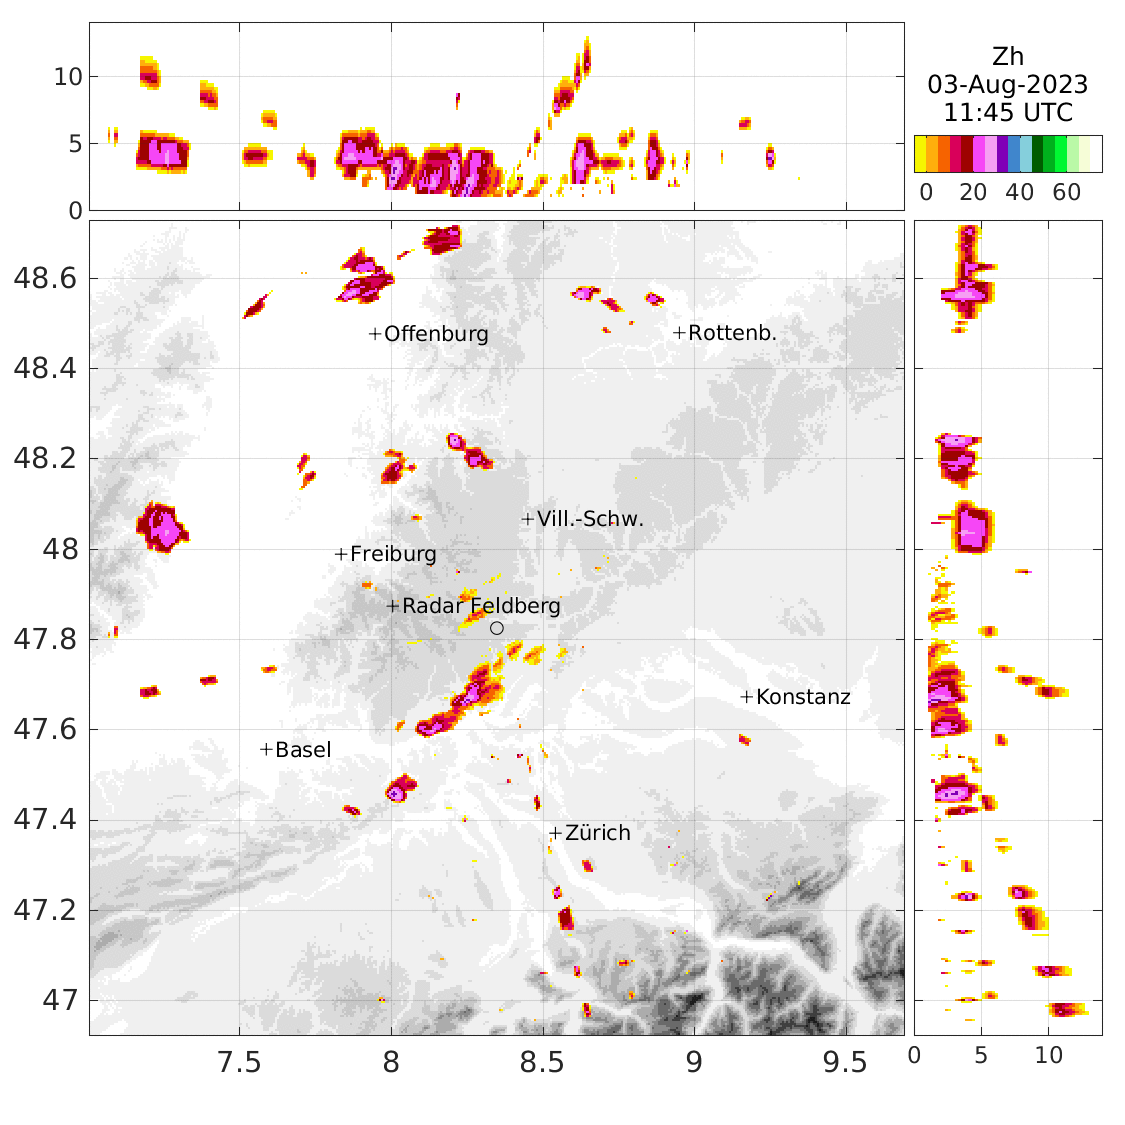 Zh
03-Aug-2023
11:45 UTC
0 20 40 60
10
5
0
48.6
48.4
48.2
48
47.8
47.6
47.4
47.2
47
+Offenburg
+Rottenb.
+Vill.-Schw.
+Freiburg
+Radar Feldberg
+Konstanz
+Basel
+Zürich
7.5 8 8.5 9 9.5
0 5 10